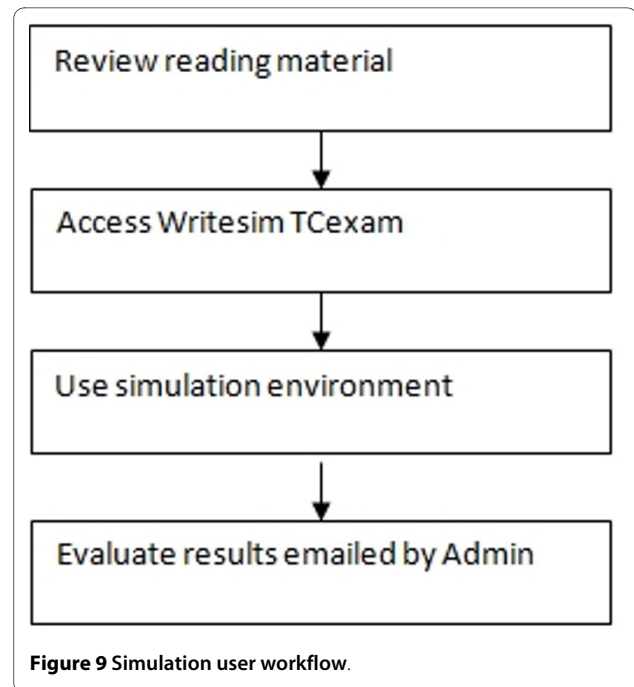 Review reading material
Access Writesim TCexam
Use simulation environment
Evaluate results emailed by Admin
Figure 9 Simulation user workflow.